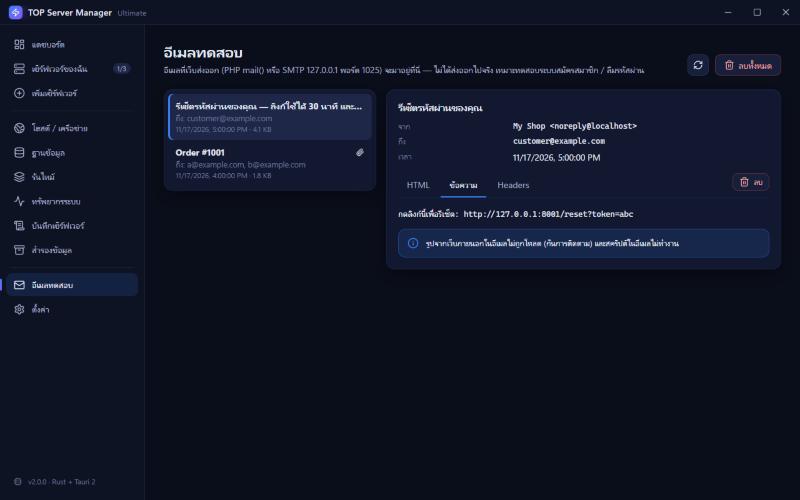 TOP Server Manager Ultimate
แดชบอร์ด
เซิร์ฟเวอร์ของฉัน 1/3
เพิ่มเซิร์ฟเวอร์
โฮสต์ / เครือข่าย
ฐานข้อมูล
รันไทม์
ทรัพยากรระบบ
บันทึกเซิร์ฟเวอร์
สำรองข้อมูล
อีเมลทดสอบ
ตั้งค่า
v2.0.0 · Rust + Tauri 2
อีเมลทดสอบ
อีเมลที่เว็บส่งออก (PHP mail() หรือ SMTP 127.0.0.1 พอร์ต 1025) จะมาอยู่ที่นี่ — ไม่ได้ส่งออกไปจริง เหมาะทดสอบระบบสมัครสมาชิก / ลืมรหัสผ่าน
ลบทั้งหมด
รีเซ็ตรหัสผ่านของคุณ — ลิงก์ใช้ได้ 30 นาที และ...
ถึง: customer@example.com
11/17/2026, 5:00:00 PM · 4.1 KB
Order #1001
ถึง: a@example.com, b@example.com
11/17/2026, 4:00:00 PM · 1.8 KB
รีเซ็ตรหัสผ่านของคุณ
จาก My Shop <noreply@localhost>
ถึง customer@example.com
เวลา 11/17/2026, 5:00:00 PM
HTML ข้อความ Headers ลบ
กดลิงก์นี้เพื่อรีเซ็ต: http://127.0.0.1:8001/reset?token=abc
รูปจากเว็บภายนอกในอีเมลไม่ถูกโหลด (กันการติดตาม) และสคริปต์ในอีเมลไม่ทำงาน